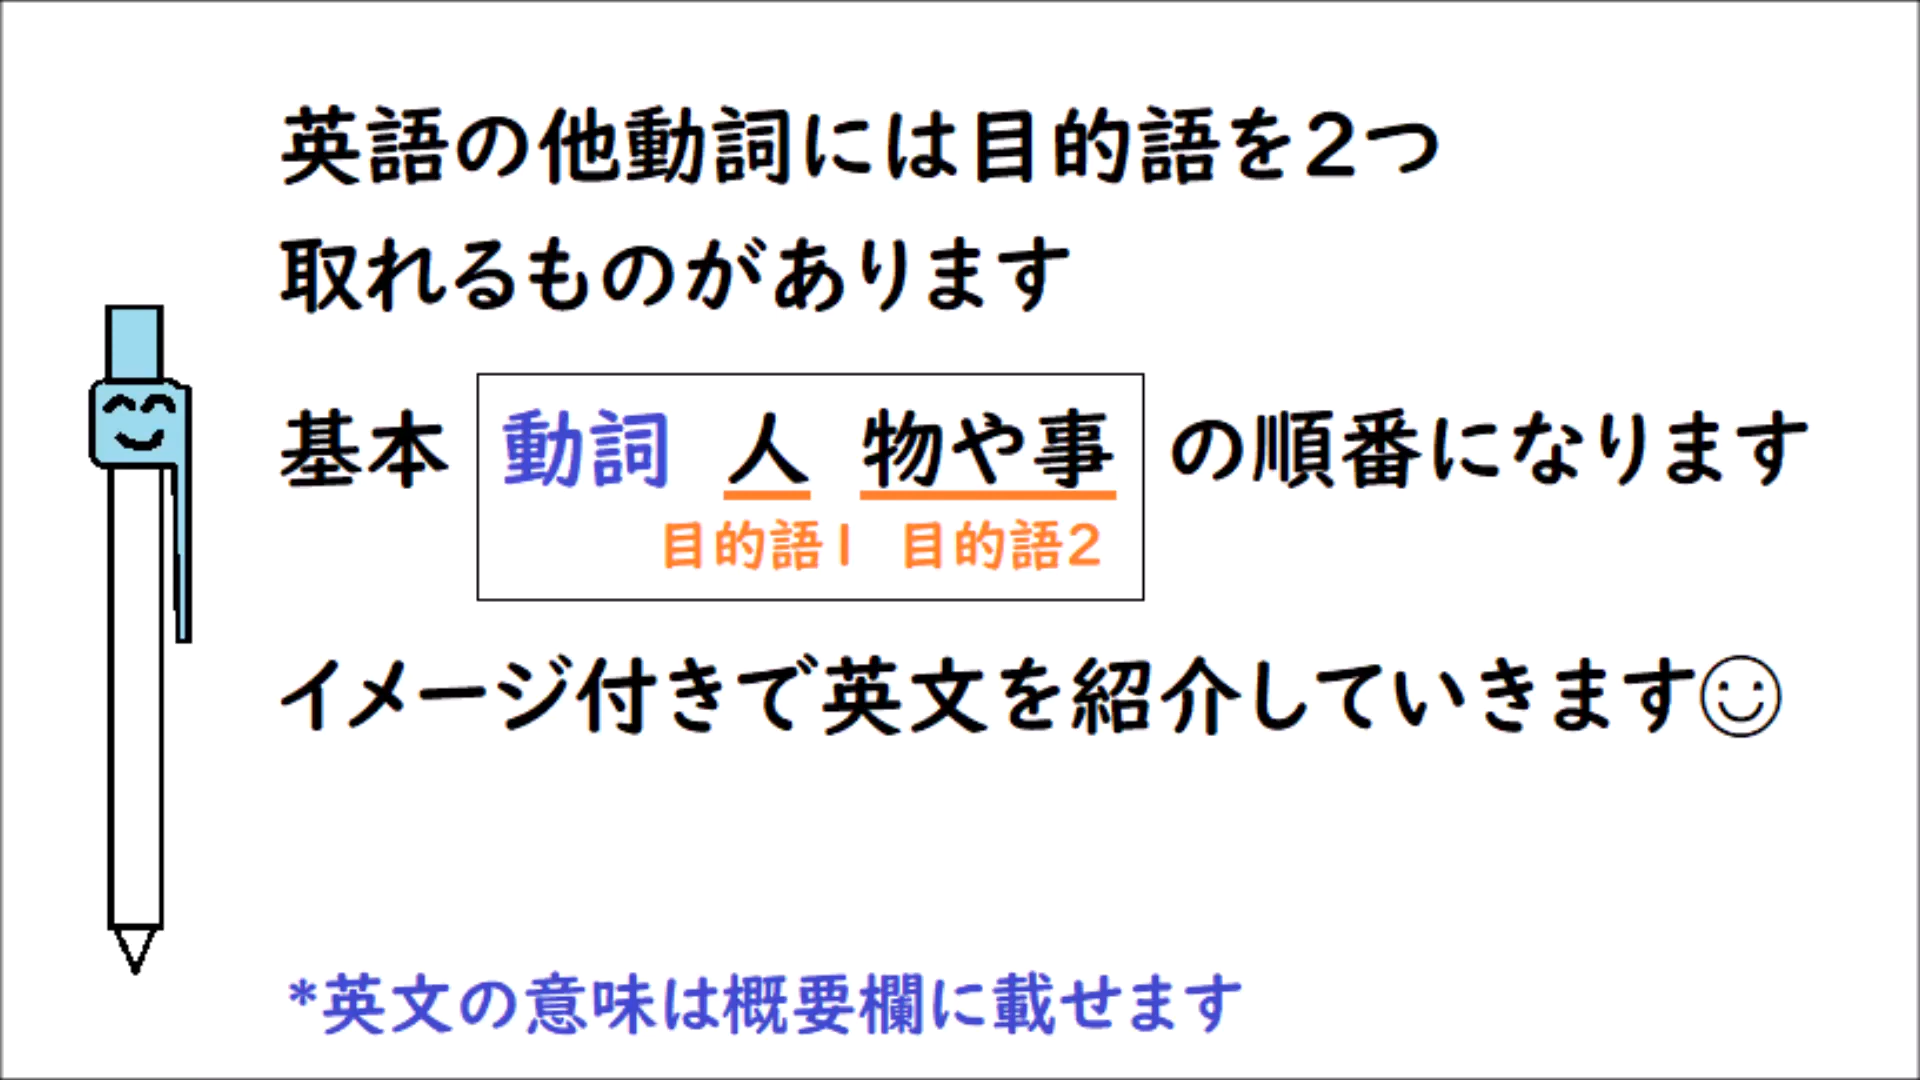 英語の他動詞には目的語を2つ
取れるものがあります
基本 動詞 人 物や事 の順番になります
目的語1 目的語2
イメージ付きで英文を紹介していきます☺
*英文の意味は概要欄に載せます